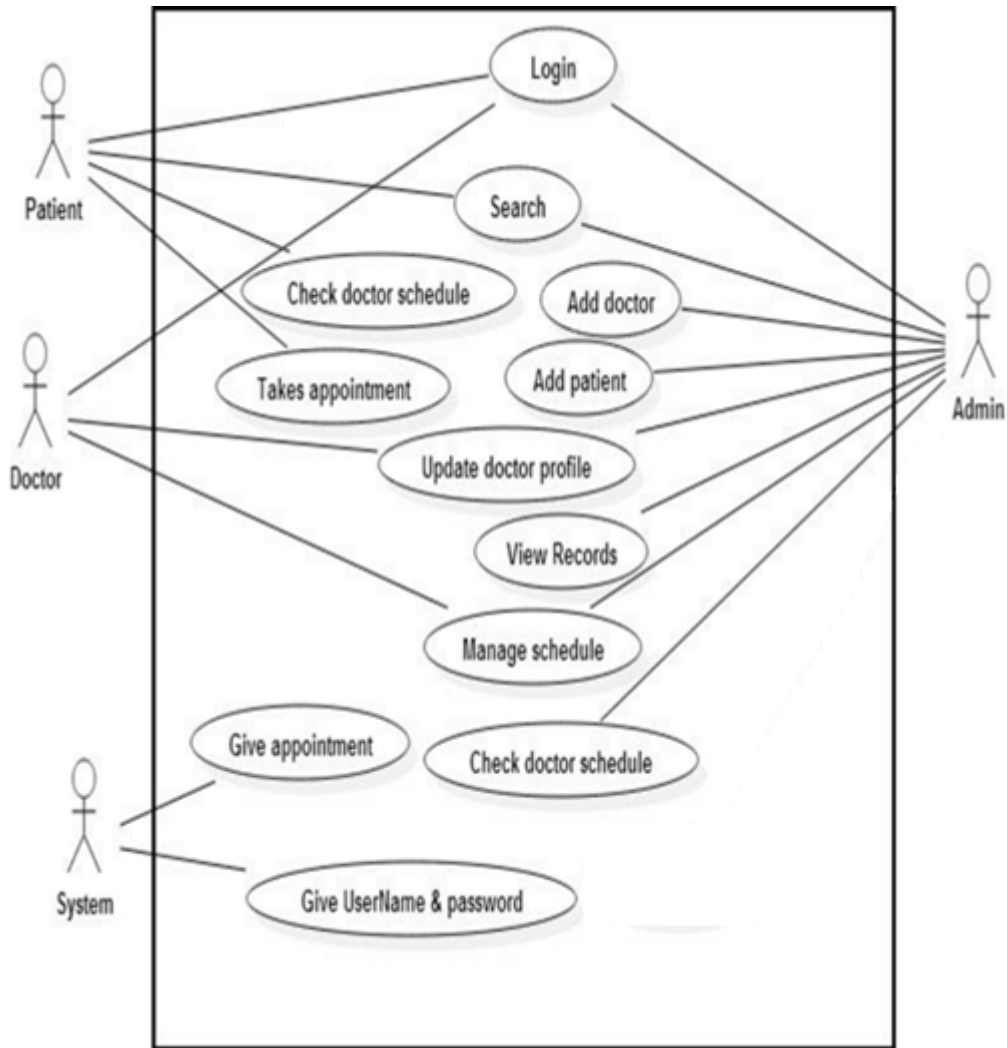 Login
Patient
Search
Check doctor schedule
Add doctor
Takes appointment
Add patient
Admin
Doctor
Update doctor profile
View Records
Manage schedule
Give appointment
Check doctor schedule
System
Give UserName & password